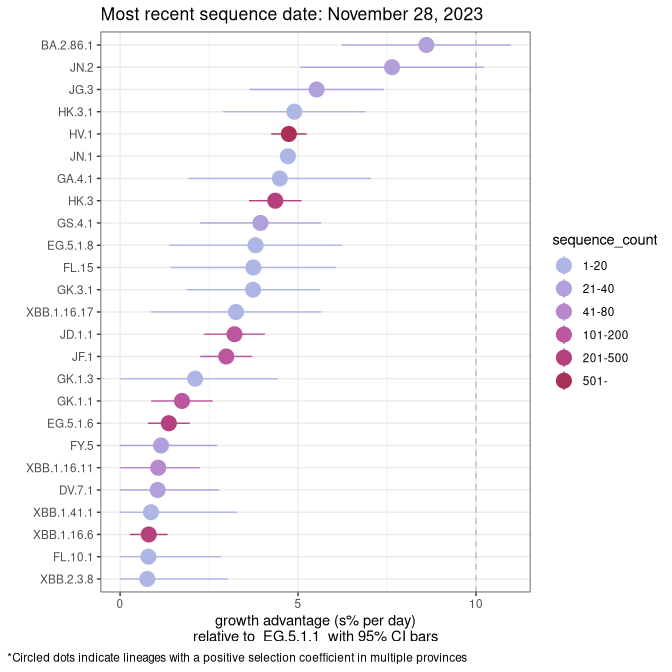 Most recent sequence date: November 28, 2023
BA.2.86.1
JN.2
JG.3
HK.3.1
HV.1
JN.1
GA.4.1
HK.3
GS.4.1
EG.5.1.8
FL.15
GK.3.1
XBB.1.16.17
JD.1.1
JF.1
GK.1.3
GK.1.1
EG.5.1.6
FY.5
XBB.1.16.11
DV.7.1
XBB.1.41.1
XBB.1.16.6
FL.10.1
XBB.2.3.8
0 5 10
growth advantage (s% per day)
relative to EG.5.1.1 with 95% CI bars
sequence_count
1-20
21-40
41-80
101-200
201-500
501-
*Circled dots indicate lineages with a positive selection coefficient in multiple provinces